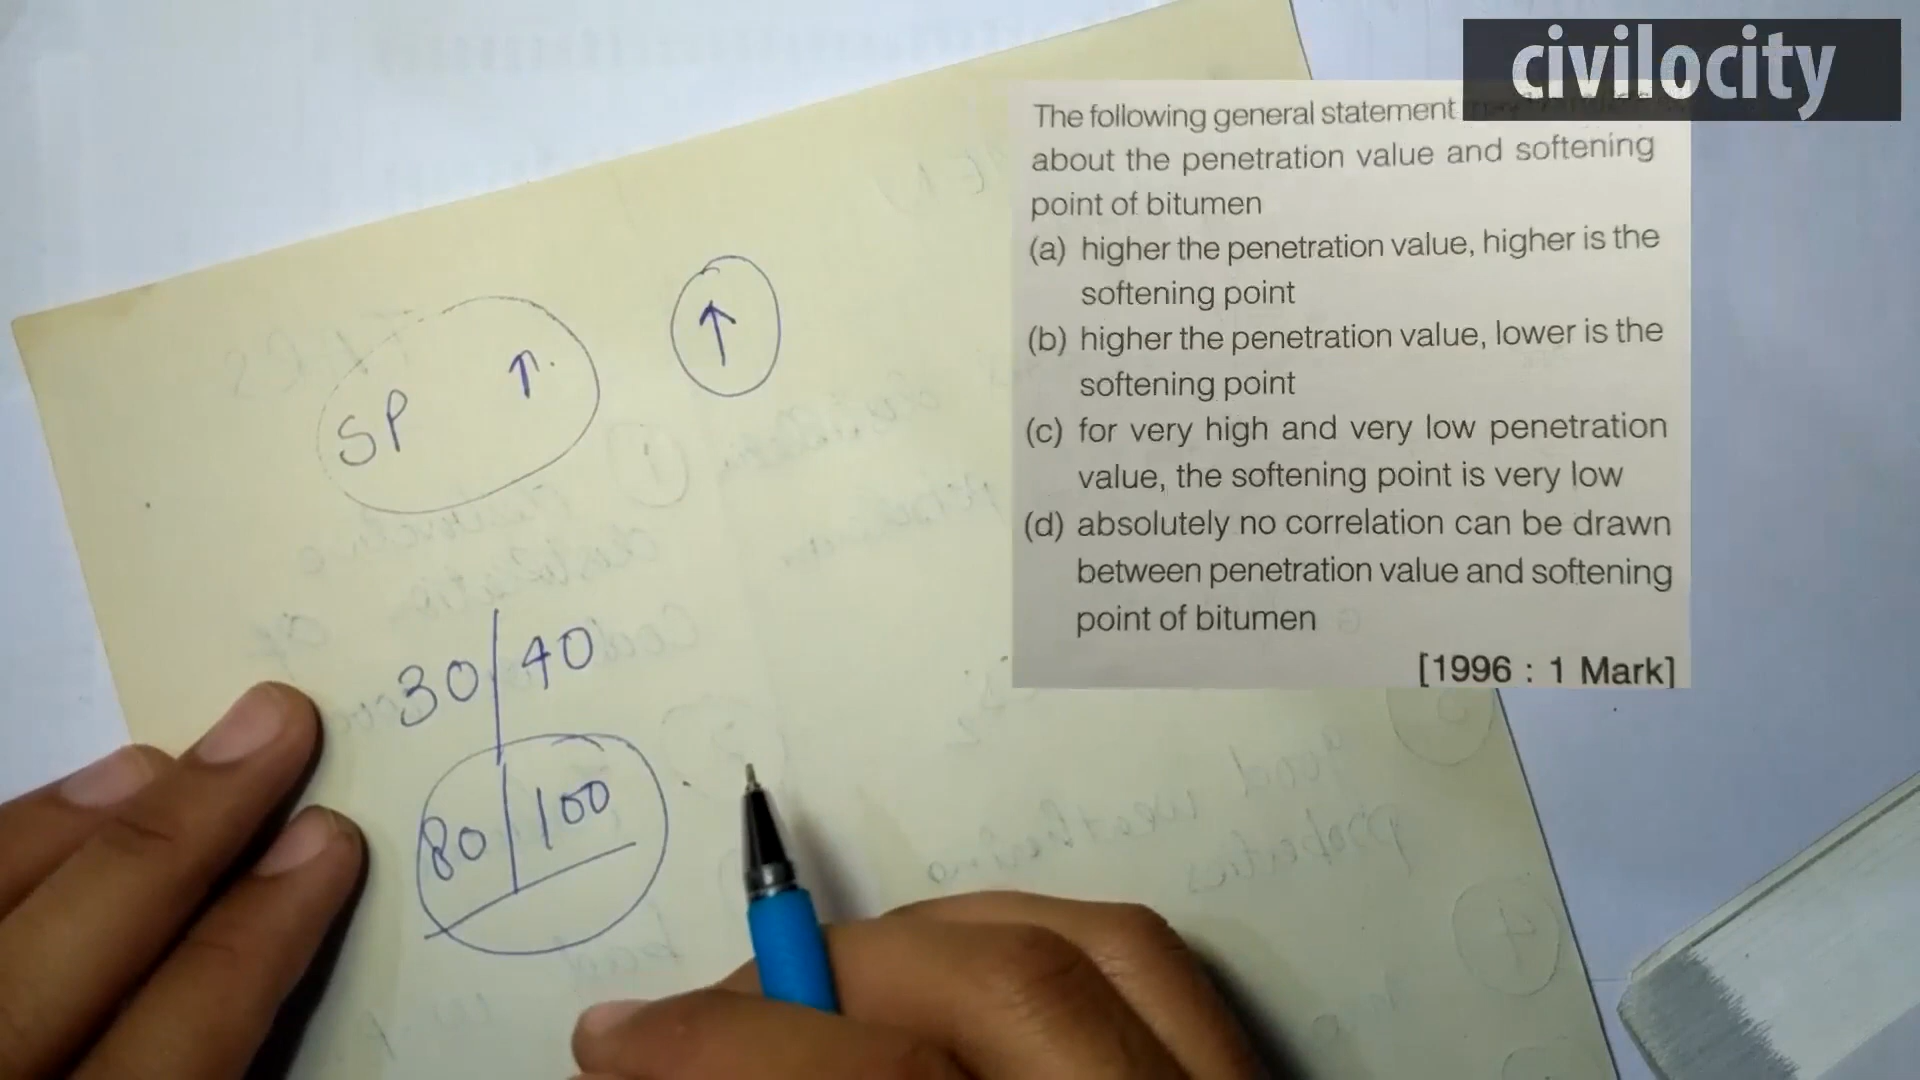 civilocity
The following general statement
about the penetration value and softening
point of bitumen
(a) higher the penetration value, higher is the
softening point
(b) higher the penetration value, lower is the
softening point
(c) for very high and very low penetration
value, the softening point is very low
(d) absolutely no correlation can be drawn
between penetration value and softening
point of bitumen
[1996 : 1 Mark]
SP ↑ ↑
30/40
80/100